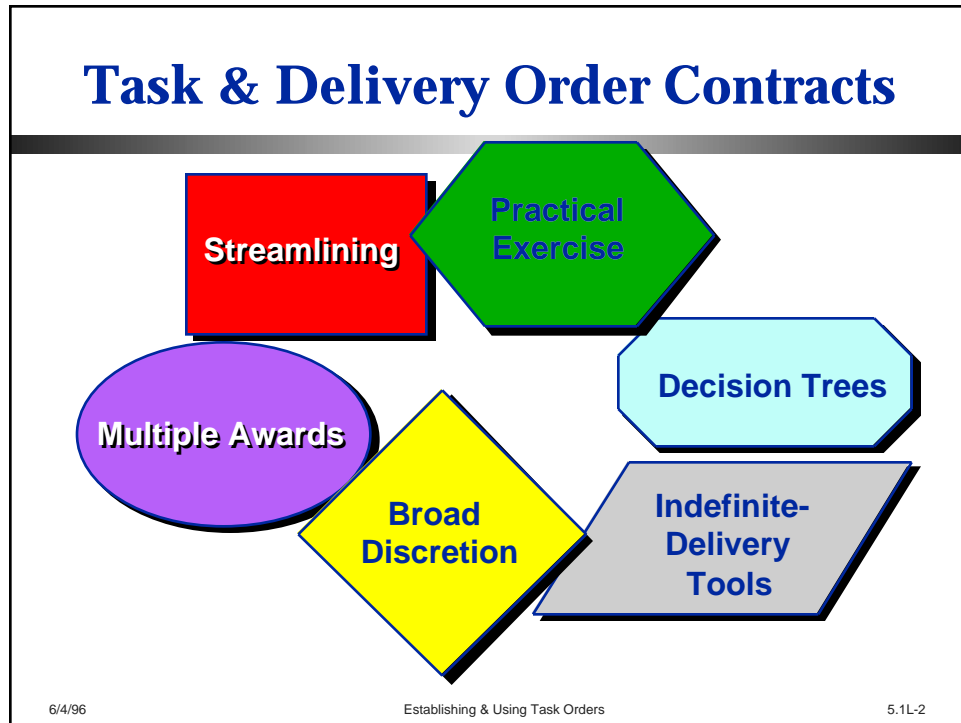 Task & Delivery Order Contracts
Practical
Exercise
Streamlining
Decision Trees
Multiple Awards
Broad
Discretion
Indefinite-
Delivery
Tools
6/4/96
Establishing & Using Task Orders
5.1L-2